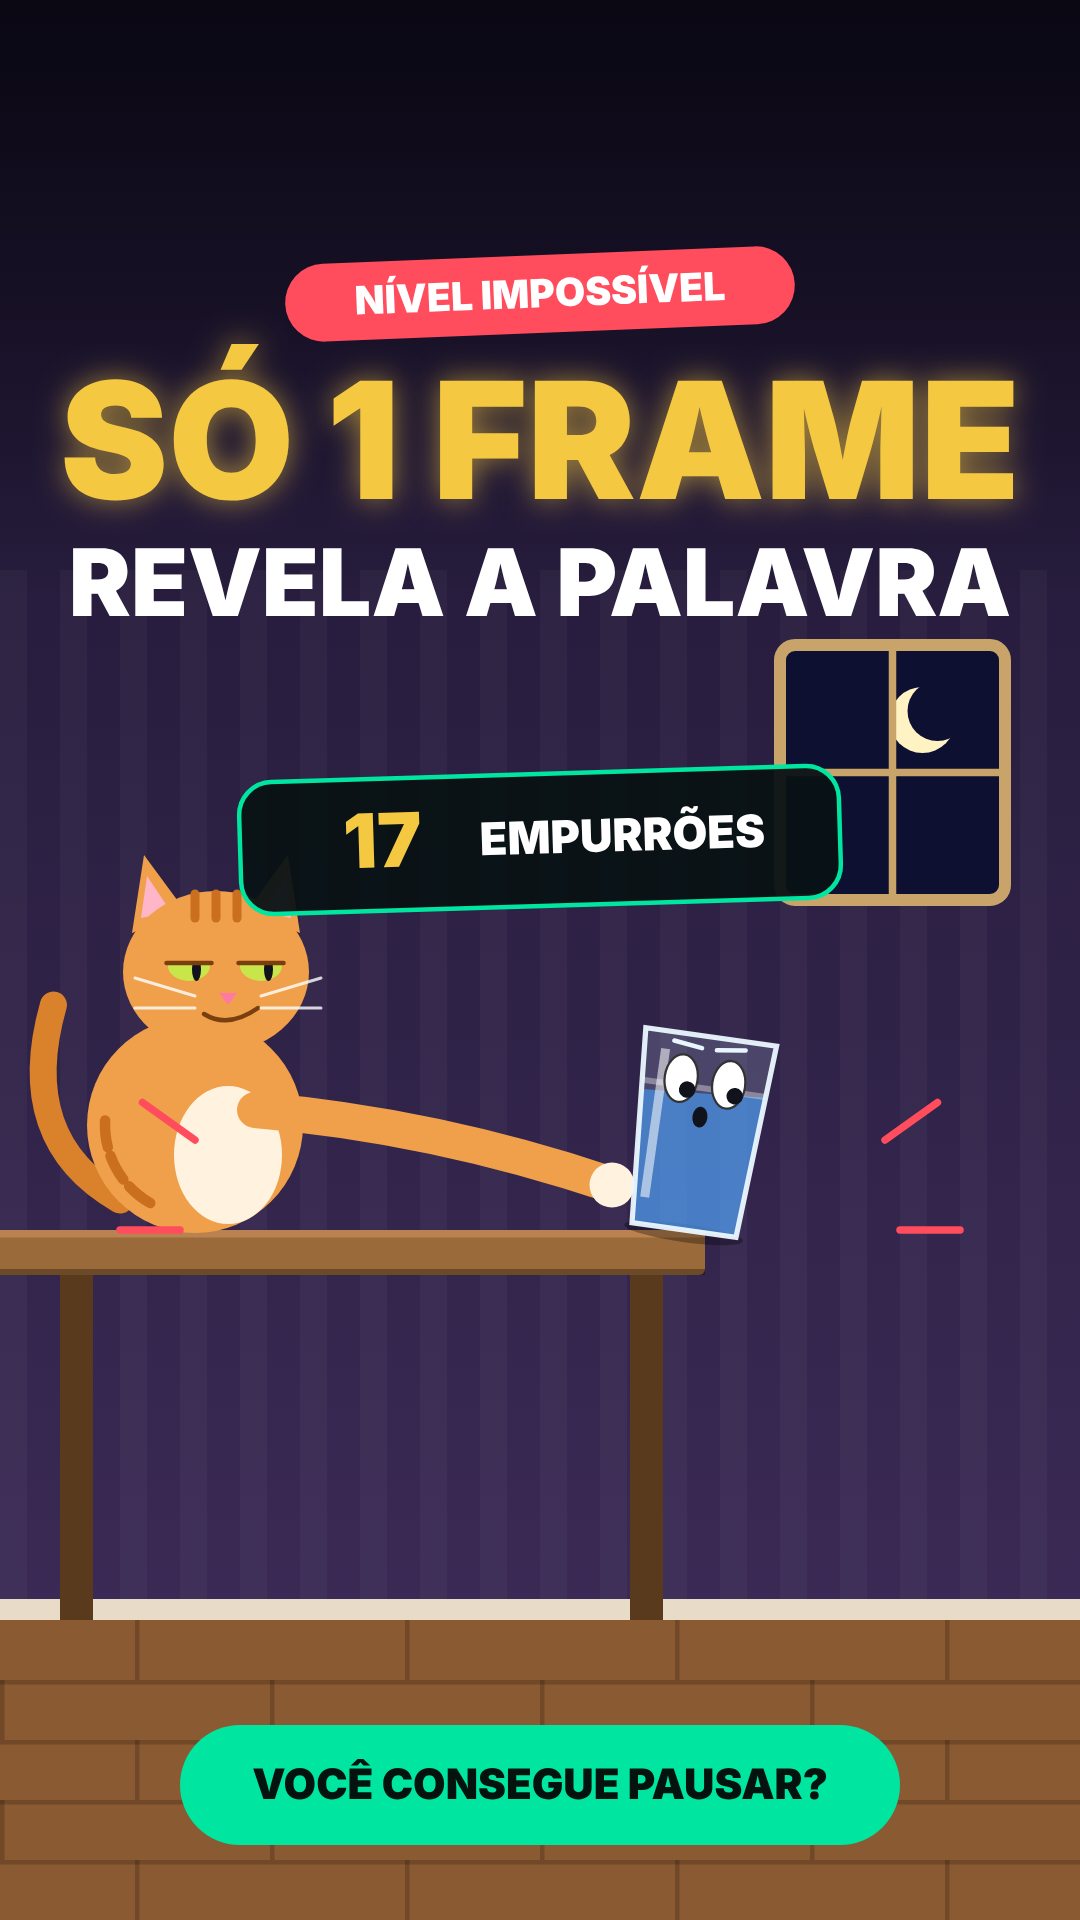 NÍVEL IMPOSSÍVEL
SÓ 1 FRAME
REVELA A PALAVRA
17 EMPURRÕES
VOCÊ CONSEGUE PAUSAR?